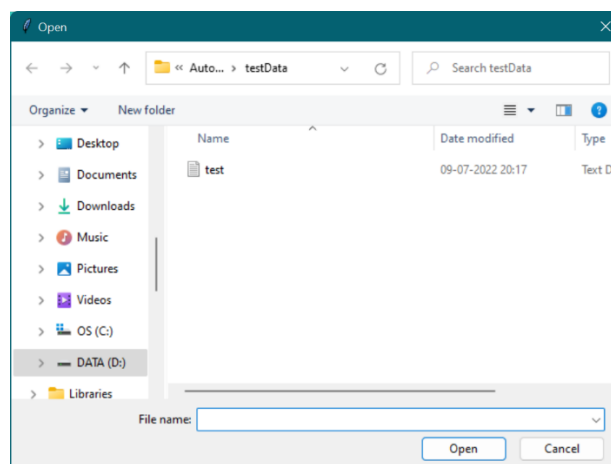 Open
« Auto... > testData
Search testData
Organize
New folder
Name
Date modified
Type
Desktop
test
09-07-2022 20:17
Text D
Documents
Downloads
Music
Pictures
Videos
OS (C:)
DATA (D:)
Libraries
File name:
Open
Cancel